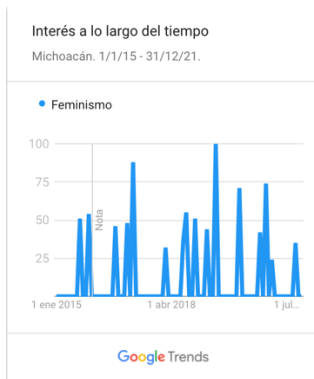 Interés a lo largo del tiempo
Michoacán. 1/1/15 - 31/12/21.
Feminismo
100
75
50
25
Nota
1 ene 2015 1 abr 2018 1 jul...
Google Trends